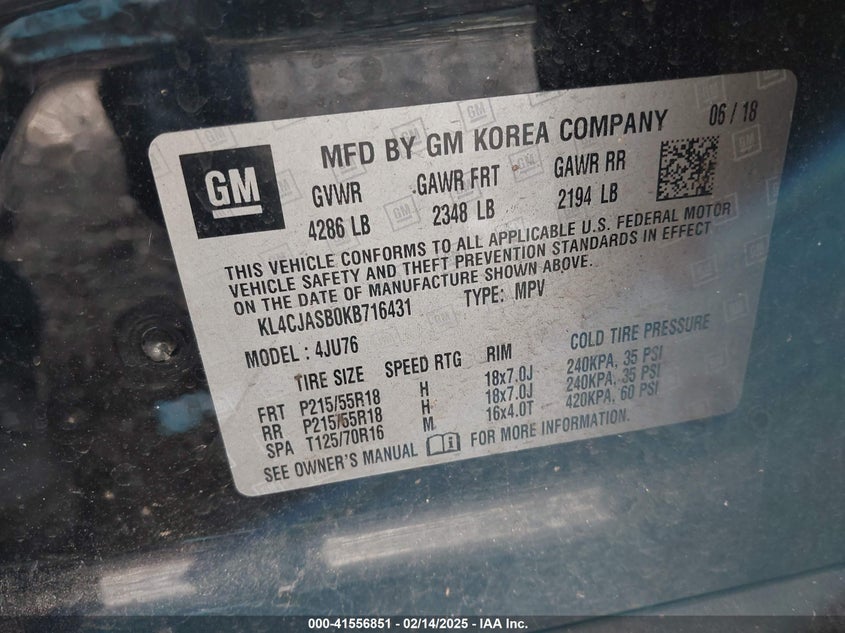 GM
MFD BY GM KOREA COMPANY 06 / 18
GVWR GAWR FRT GAWR RR
4286 LB 2348 LB 2194 LB
THIS VEHICLE CONFORMS TO ALL APPLICABLE U.S. FEDERAL MOTOR
VEHICLE SAFETY AND THEFT PREVENTION STANDARDS IN EFFECT
ON THE DATE OF MANUFACTURE SHOWN ABOVE.
KL4CJASB0KB716431 TYPE: MPV
MODEL : 4JU76
TIRE SIZE SPEED RTG RIM COLD TIRE PRESSURE
FRT P215/55R18 H 18x7.0J 240KPA, 35 PSI
RR P215/55R18 H 18x7.0J 240KPA, 35 PSI
SPA T125/70R16 M 16x4.0T 420KPA, 60 PSI
SEE OWNER'S MANUAL FOR MORE INFORMATION.
000-41556851 - 02/14/2025 - IAA Inc.